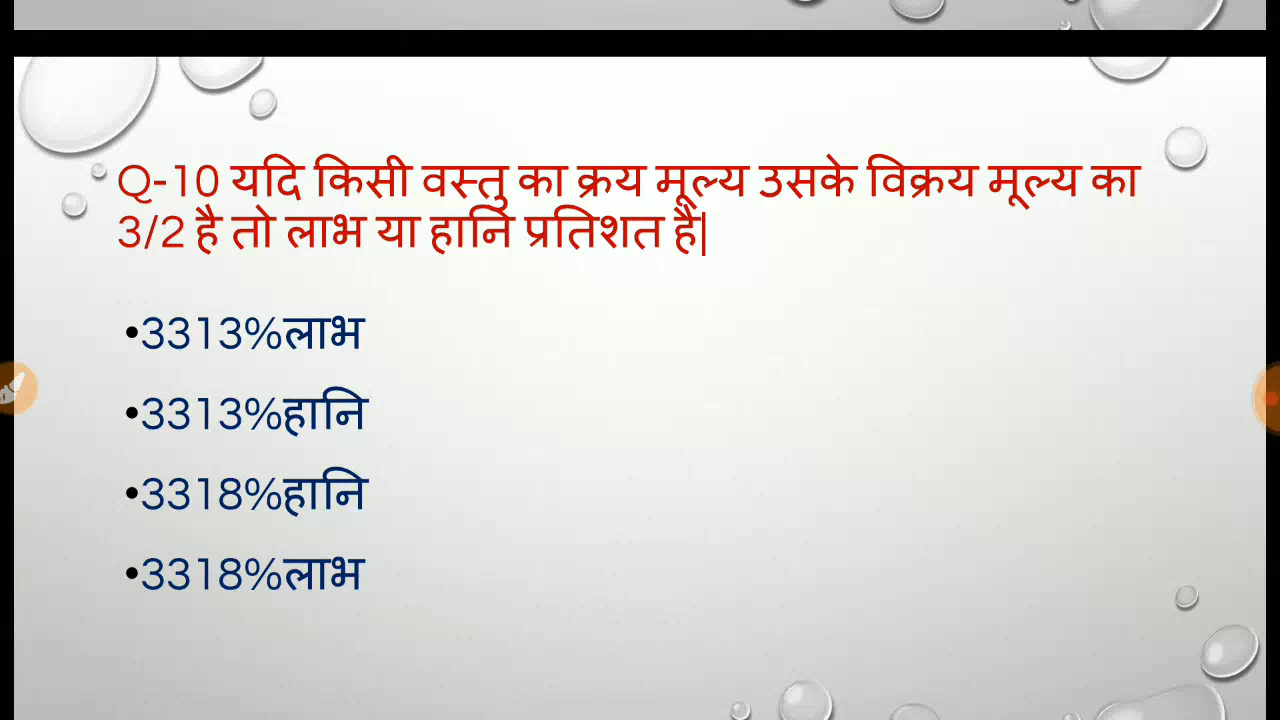 Q-10 यदि किसी वस्तु का क्रय मूल्य उसके विक्रय मूल्य का
3/2 है तो लाभ या हानि प्रतिशत है|
•3313%लाभ
•3313%हानि
•3318%हानि
•3318%लाभ